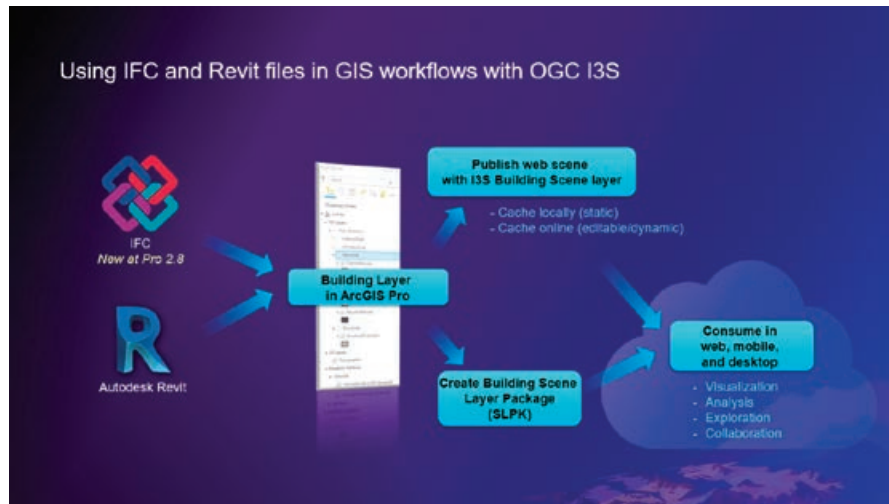 Using IFC and Revit files in GIS workflows with OGC I3S
IFC
New at Pro 2.8
Autodesk Revit
Building Layer
in ArcGIS Pro
Publish web scene
with I3S Building Scene layer
- Cache locally (static)
- Cache online (editable/dynamic)
Create Building Scene
Layer Package
(SLPK)
Consume in
web, mobile,
and desktop
- Visualization
- Analysis
- Exploration
- Collaboration